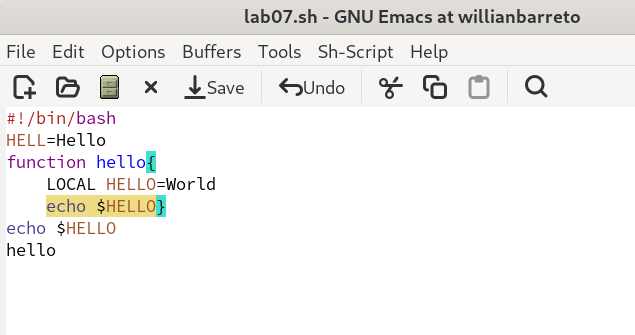 lab07.sh - GNU Emacs at willianbarreto
File Edit Options Buffers Tools Sh-Script Help
Save Undo
#!/bin/bash
HELL=Hello
function hello{
    LOCAL HELLO=World
    echo $HELLO}
echo $HELLO
hello